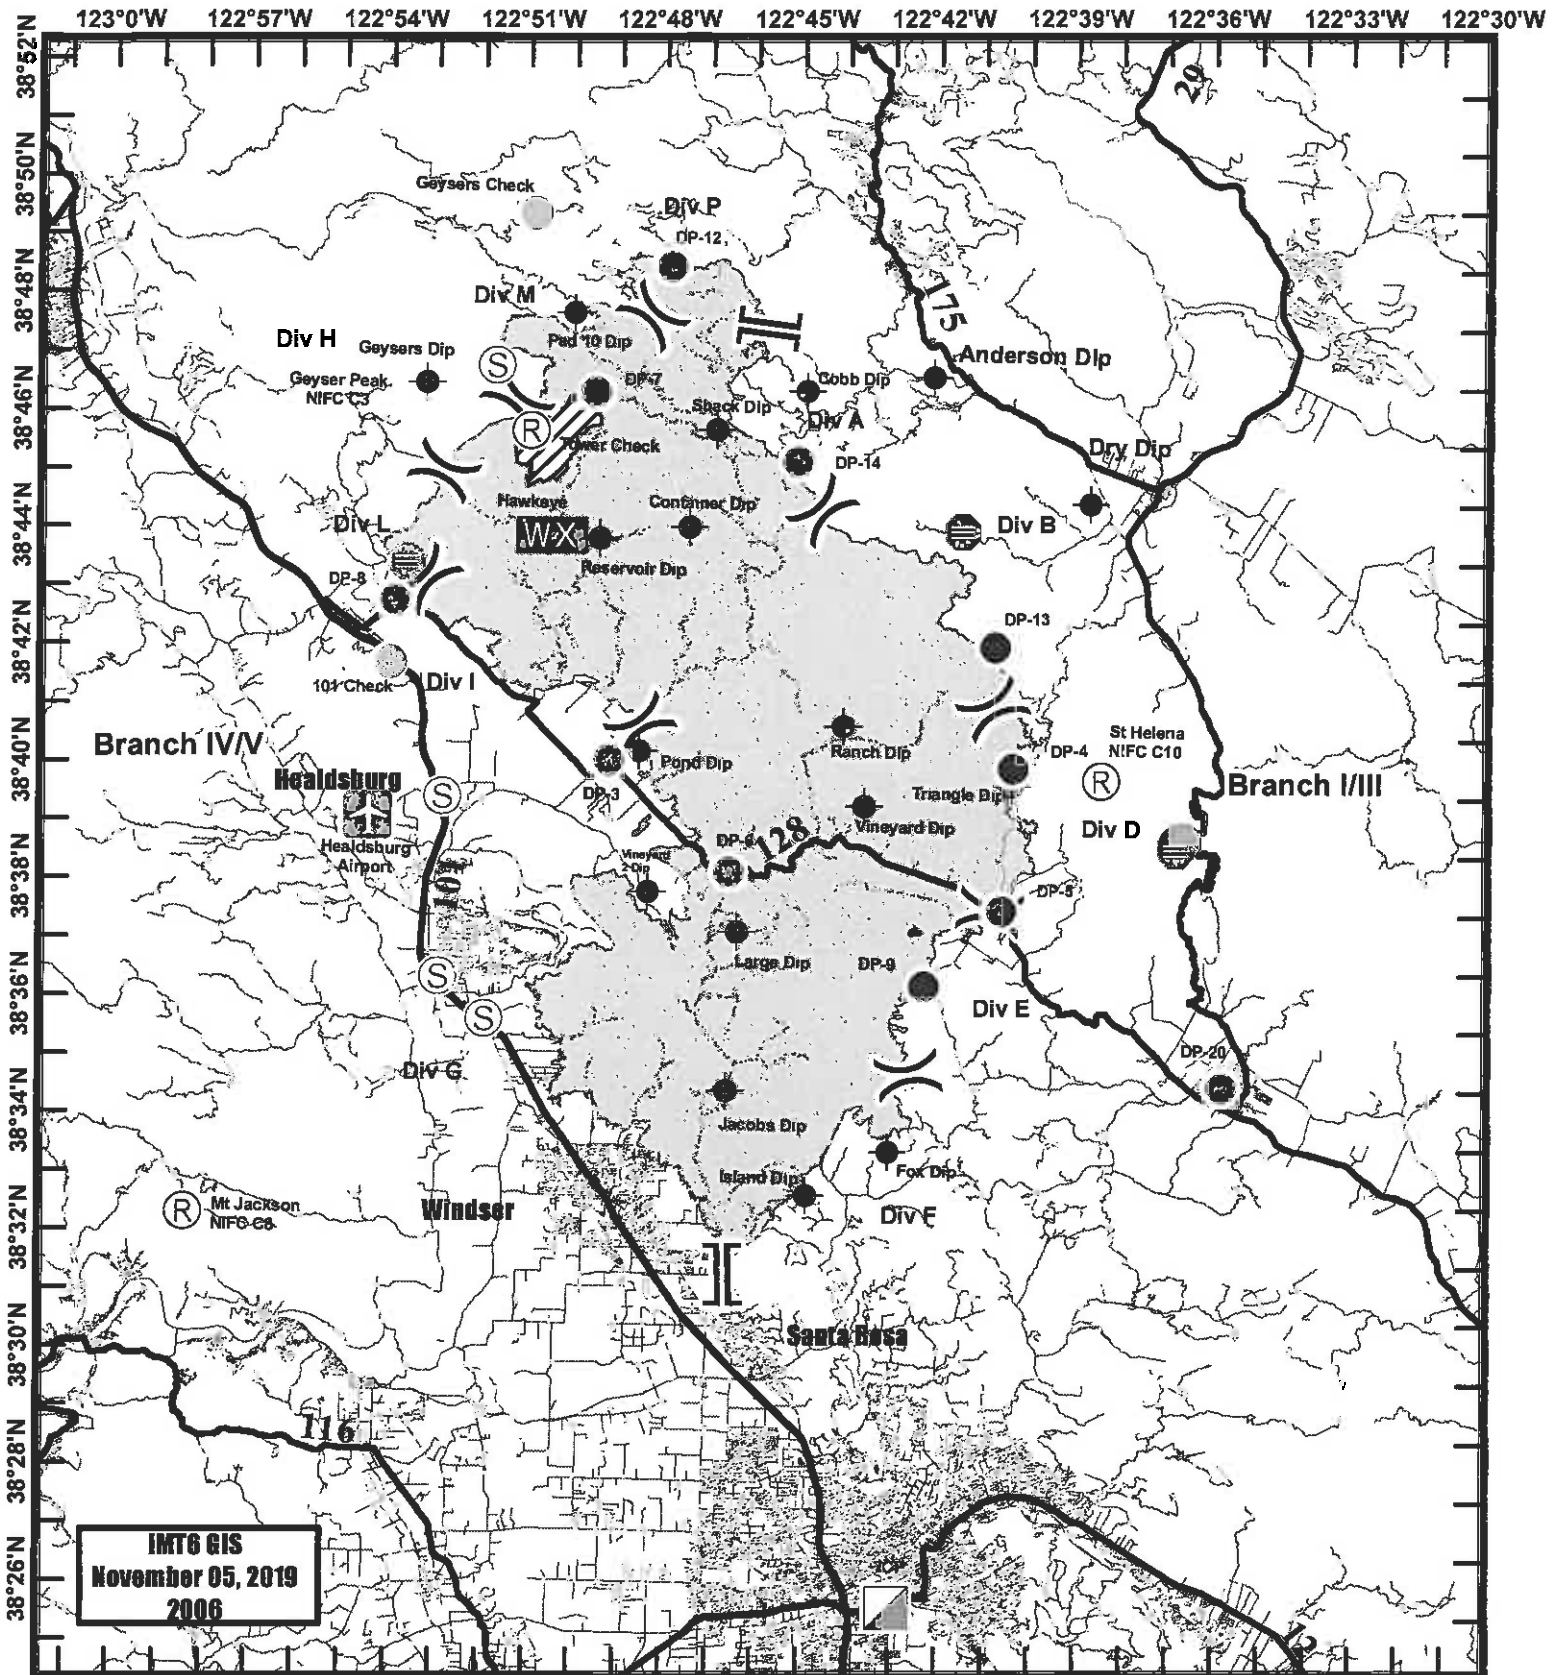 123°0'W 122°57'W 122°54'W 122°51'W 122°48'W 122°45'W 122°42'W 122°39'W 122°36'W 122°33'W 122°30'W
38°52'N
38°50'N
38°48'N
38°46'N
38°44'N
38°42'N
38°40'N
38°38'N
38°36'N
38°34'N
38°32'N
38°30'N
38°28'N
38°26'N
29
Geysers Check
Div P
DP-12
Div M
175
Div H
Geysers Dip
Pad 10 Dip
Anderson Dip
Geyser Peak
NIFC C3
S
DP-7
Cobb Dip
Shack Dip
Div A
R
Tower Check
Dry Dip
DP-14
Hawkeye
Container Dip
Div L
WX
Div B
Reservoir Dip
DP-8
DP-13
101 Check
Div I
Branch IV/V
St Helena
NIFC C10
DP-4
Ranch Dip
Pond Dip
R
Healdsburg
S
DP-3
Triangle Dip
Branch I/III
Healdsburg
Airport
Vineyard Dip
Div D
DP-6
128
Vineyard
2 Dip
101
DP-5
Large Dip
DP-9
S
Div E
S
Div G
DP-20
Jacobs Dip
Island Dip
Fox Dip
R
Mt Jackson
NIFC C8
Windsor
Div F
Santa Rosa
116
ICP
12
IMT6 GIS
November 05, 2019
2006